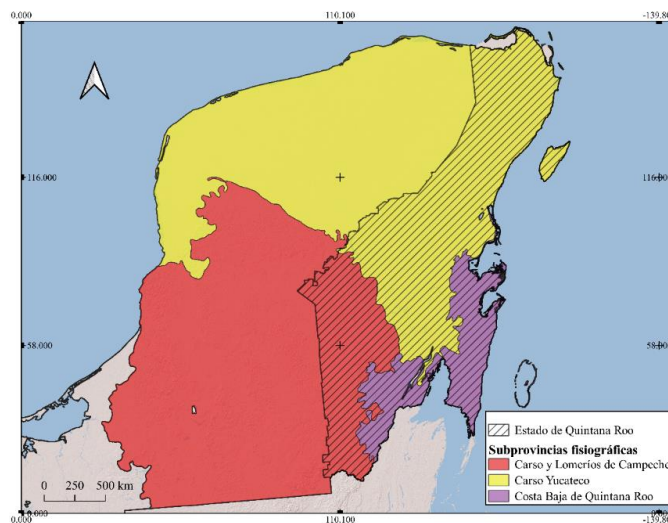 0.000
110.100
-139.80
116.000
116.000
58.000
58.000
Estado de Quintana Roo
Subprovincias fisiográficas
Carso y Lomeríos de Campeche
Carso Yucateco
Costa Baja de Quintana Roo
0
250
500 km
0.000
110.100
-139.80